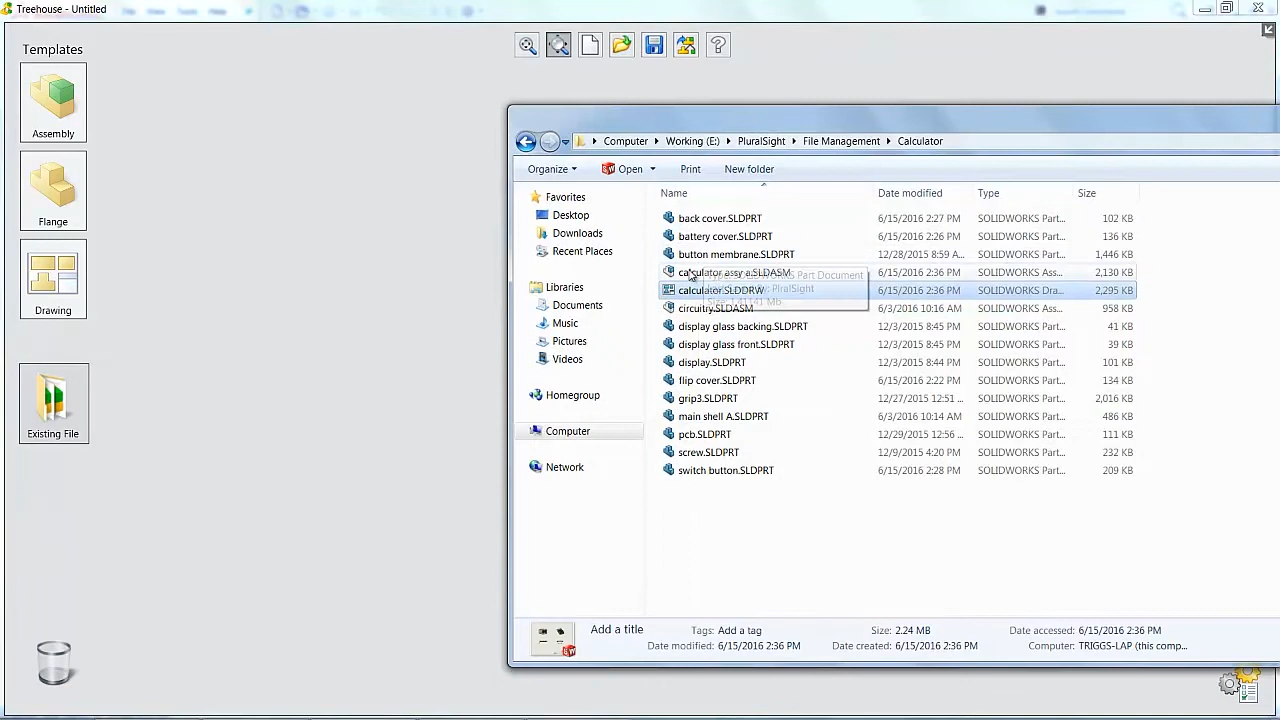 Treehouse - Untitled
Templates
Assembly
Flange
Drawing
Existing File
Computer Working (E:) PluralSight File Management Calculator
Organize Open Print New folder
Favorites
Desktop
Downloads
Recent Places
Libraries
Documents
Music
Pictures
Videos
Homegroup
Computer
Network
Name Date modified Type Size
back cover.SLDPRT 6/15/2016 2:27 PM SOLIDWORKS Part... 102 KB
battery cover.SLDPRT 6/15/2016 2:26 PM SOLIDWORKS Part... 136 KB
button membrane.SLDPRT 12/28/2015 8:59 A... SOLIDWORKS Part... 1,446 KB
calculator assy a.SLDASM 6/15/2016 2:36 PM SOLIDWORKS Ass... 2,130 KB
calculator.SLDDRW 6/15/2016 2:36 PM SOLIDWORKS Dra... 2,295 KB
circuitry.SLDASM 6/3/2016 10:16 AM SOLIDWORKS Ass... 958 KB
display glass backing.SLDPRT 12/3/2015 8:45 PM SOLIDWORKS Part... 41 KB
display glass front.SLDPRT 12/3/2015 8:45 PM SOLIDWORKS Part... 39 KB
display.SLDPRT 12/3/2015 8:44 PM SOLIDWORKS Part... 101 KB
flip cover.SLDPRT 6/15/2016 2:22 PM SOLIDWORKS Part... 134 KB
grip3.SLDPRT 12/27/2015 12:51 ... SOLIDWORKS Part... 2,016 KB
main shell A.SLDPRT 6/3/2016 10:14 AM SOLIDWORKS Part... 486 KB
pcb.SLDPRT 12/29/2015 12:56 ... SOLIDWORKS Part... 111 KB
screw.SLDPRT 12/9/2015 4:20 PM SOLIDWORKS Part... 232 KB
switch button.SLDPRT 6/15/2016 2:28 PM SOLIDWORKS Part... 209 KB
SOLIDWORKS Part Document
PlralSight
Size: 1.41141 Mb
Add a title Tags: Add a tag Size: 2.24 MB Date accessed: 6/15/2016 2:36 PM
Date modified: 6/15/2016 2:36 PM Date created: 6/15/2016 2:36 PM Computer: TRIGGS-LAP (this comp...